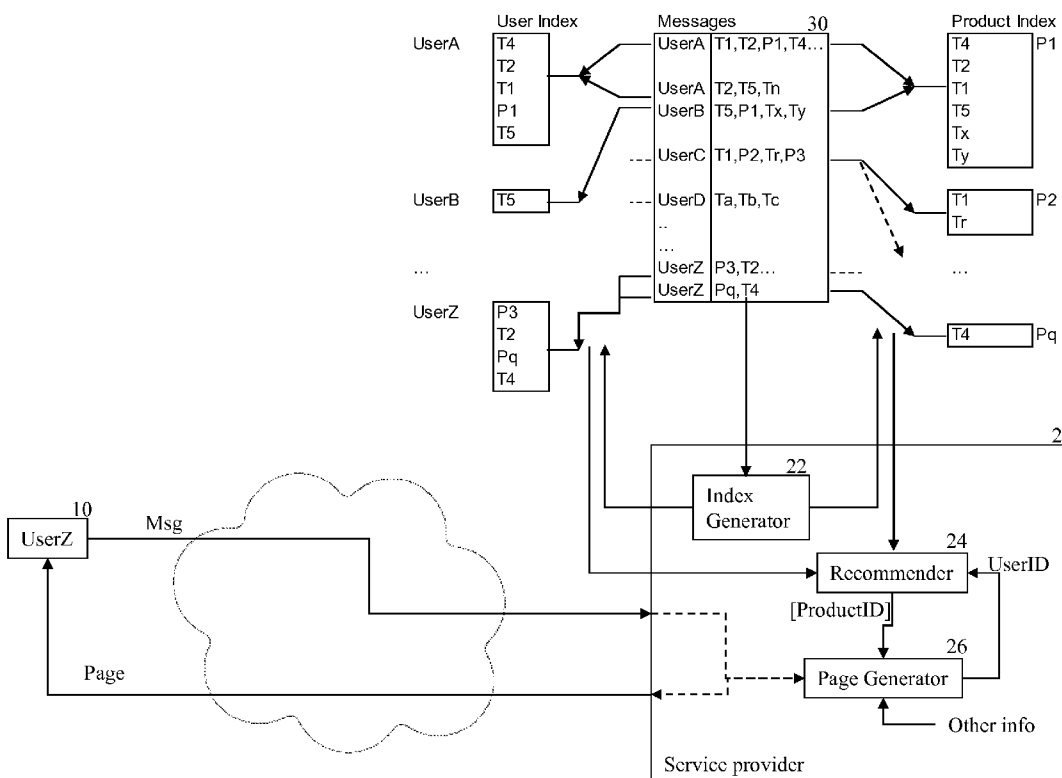 User Index
Messages
30
Product Index
UserA
T4
T2
T1
P1
T5
UserA T1,T2,P1,T4...
UserA T2,T5,Tn
UserB T5,P1,Tx,Ty
UserC T1,P2,Tr,P3
UserD Ta,Tb,Tc
..
...
UserZ P3,T2...
UserZ Pq,T4
T4 P1
T2
T1
T5
Tx
Ty
UserB T5
T1 P2
Tr
...
...
UserZ
P3
T2
Pq
T4
T4 Pq
2
22
Index
Generator
10
UserZ
Msg
24
Recommender
UserID
[ProductID]
26
Page Generator
Page
Other info
Service provider